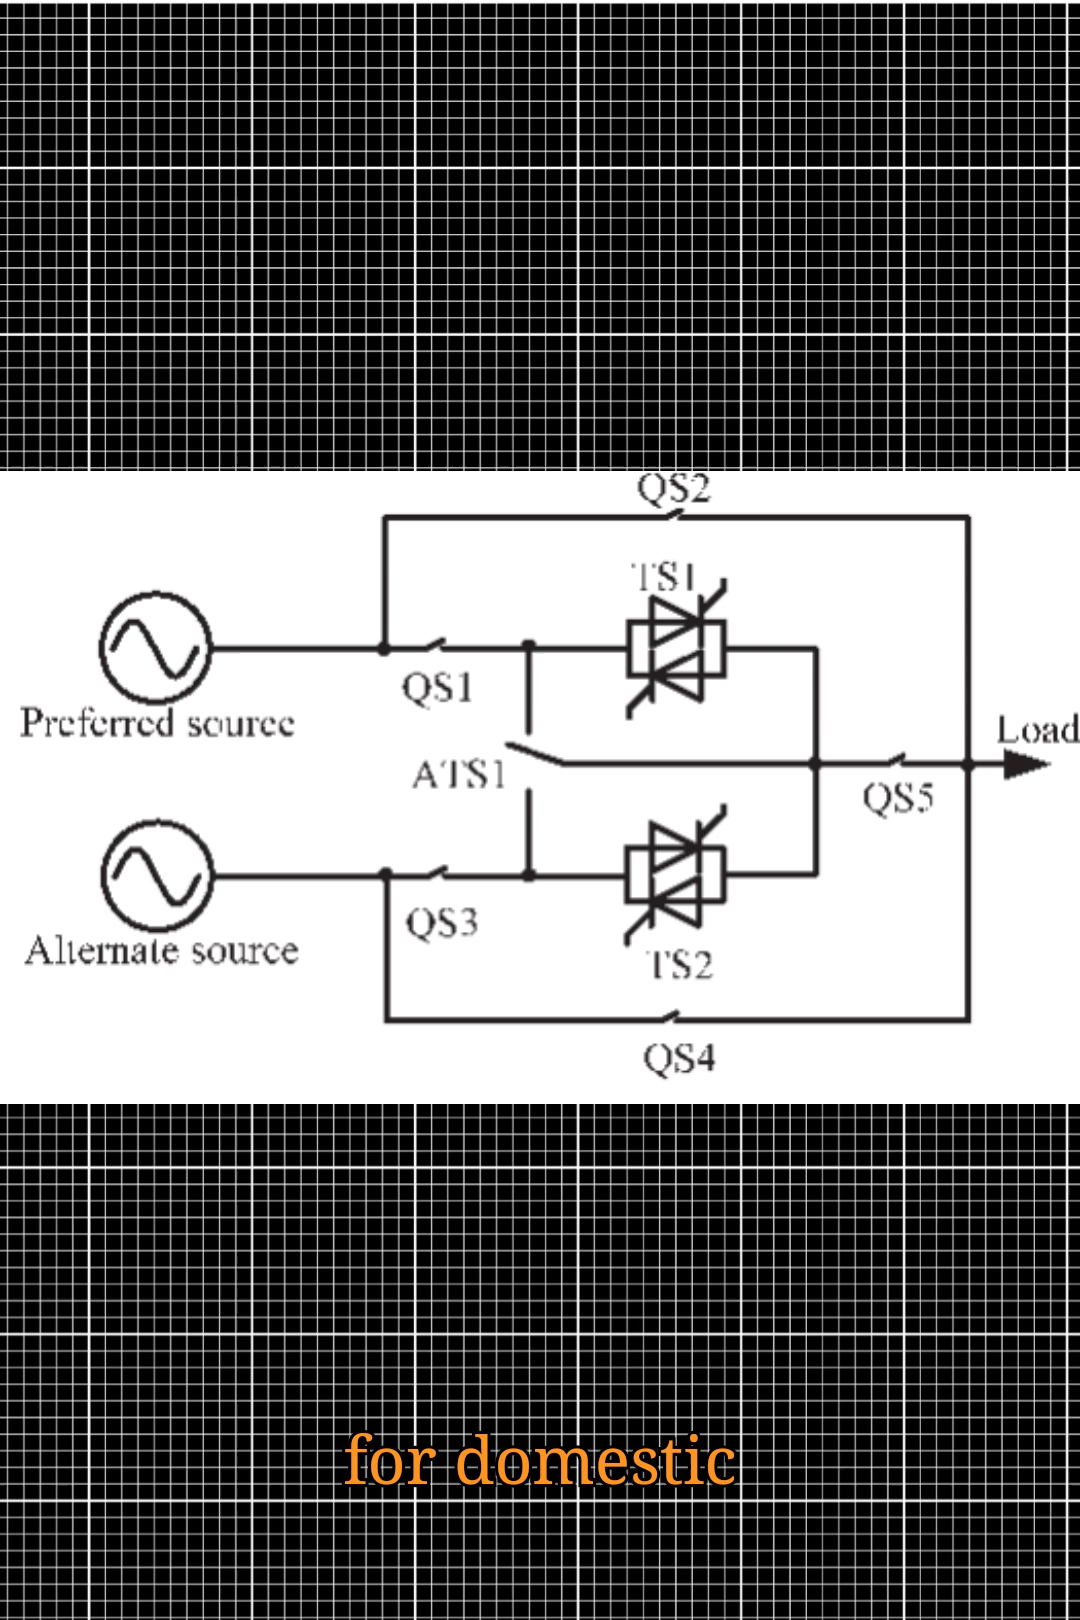 QS2
TS1
QS1
Preferred source
Load
ATS1
QS5
QS3
Alternate source
TS2
QS4
for domestic